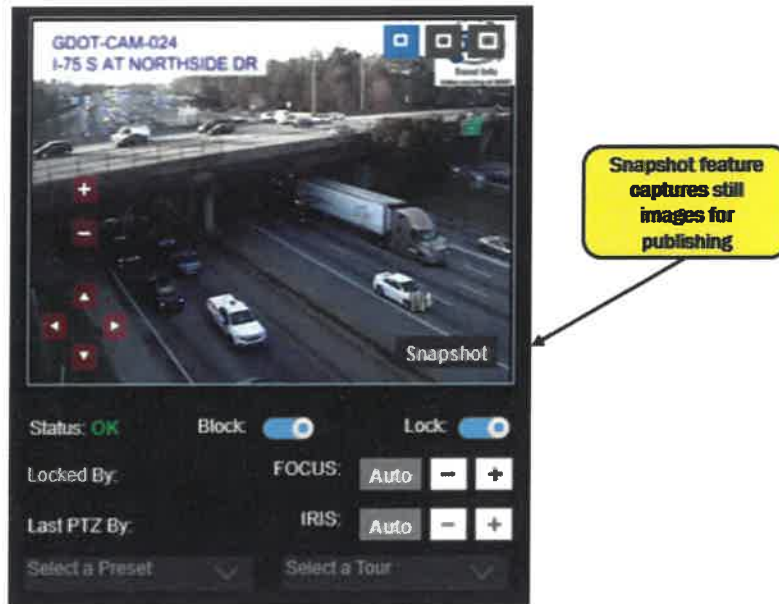 GDOT-CAM-024
I-75 S AT NORTHSIDE DR
Snapshot feature
captures still
images for
publishing
Snapshot
Status: OK
Block:
Lock:
Locked By:
FOCUS:
Auto
-
+
Last PTZ By:
IRIS:
Auto
-
+
Select a Preset
Select a Tour